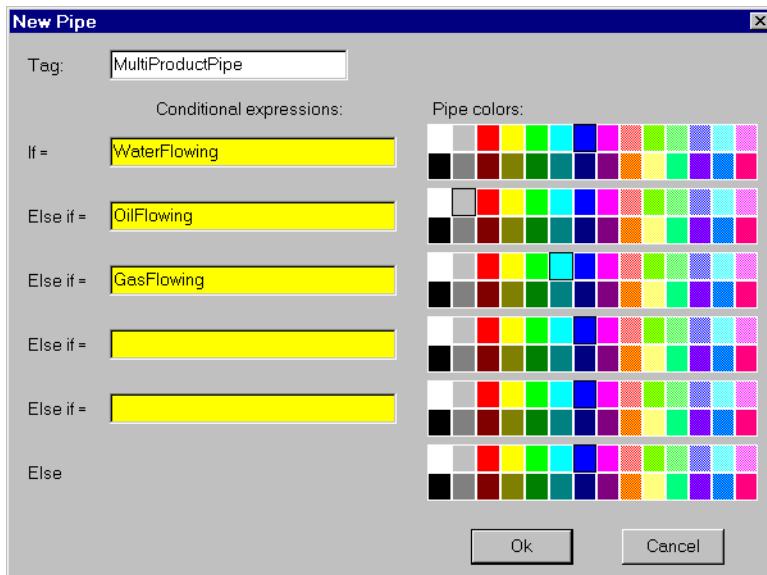 New Pipe
Tag: MultiProductPipe
Conditional expressions: Pipe colors:
If = WaterFlowing
Else if = OilFlowing
Else if = GasFlowing
Else if =
Else if =
Else
Ok Cancel